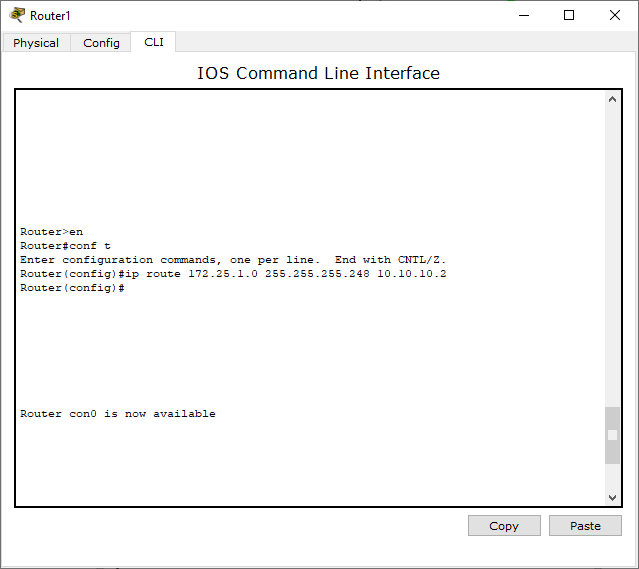 Router1
Physical Config CLI
IOS Command Line Interface
Router>en
Router#conf t
Enter configuration commands, one per line.  End with CNTL/Z.
Router(config)#ip route 172.25.1.0 255.255.255.248 10.10.10.2
Router(config)#
Router con0 is now available
Copy Paste